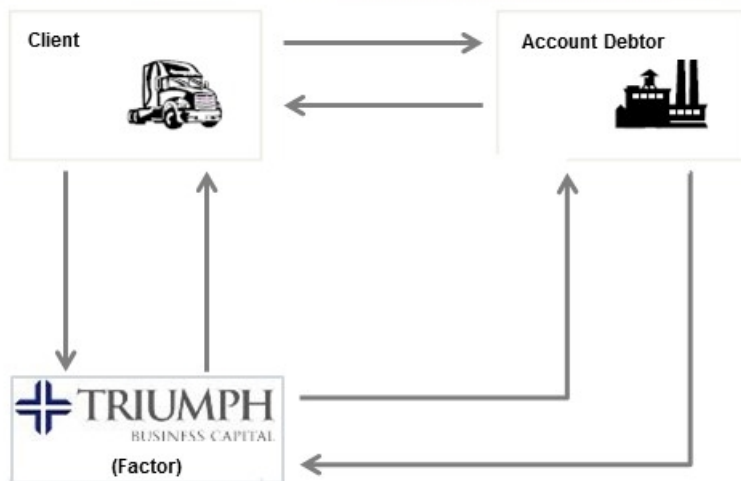 Client
Account Debtor
TRIUMPH
BUSINESS CAPITAL
(Factor)